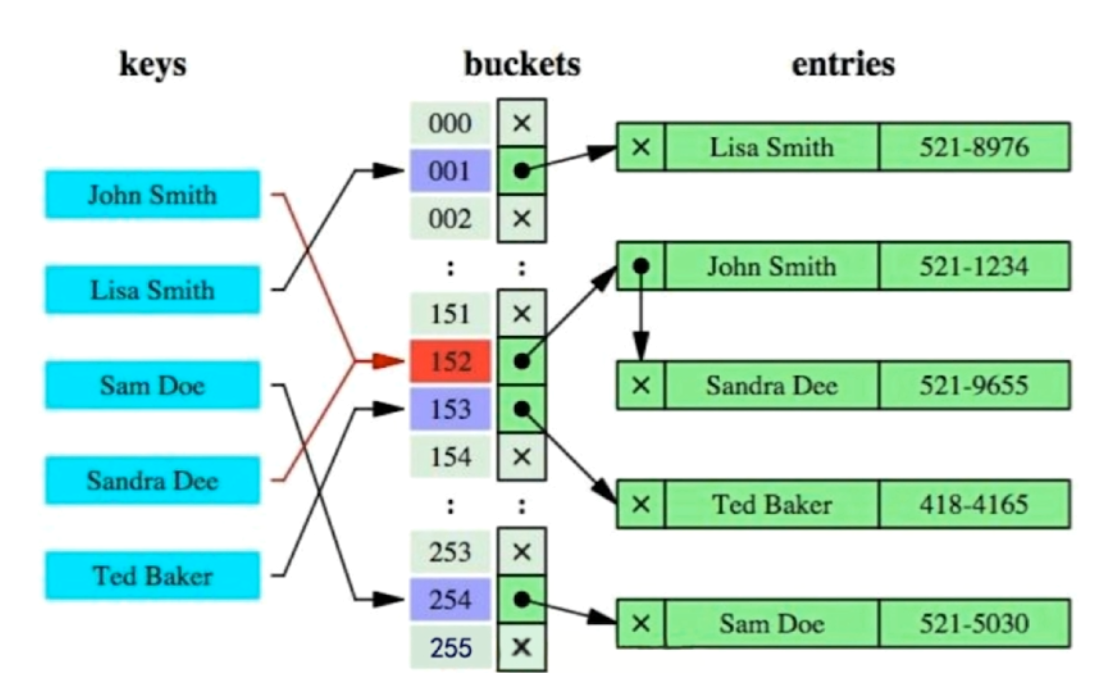 keys
buckets
entries
John Smith
Lisa Smith
Sam Doe
Sandra Dee
Ted Baker
000 ×
001
002 ×
: :
151 ×
152
153
154 ×
: :
253 ×
254
255 ×
× Lisa Smith 521-8976
John Smith 521-1234
× Sandra Dee 521-9655
× Ted Baker 418-4165
× Sam Doe 521-5030